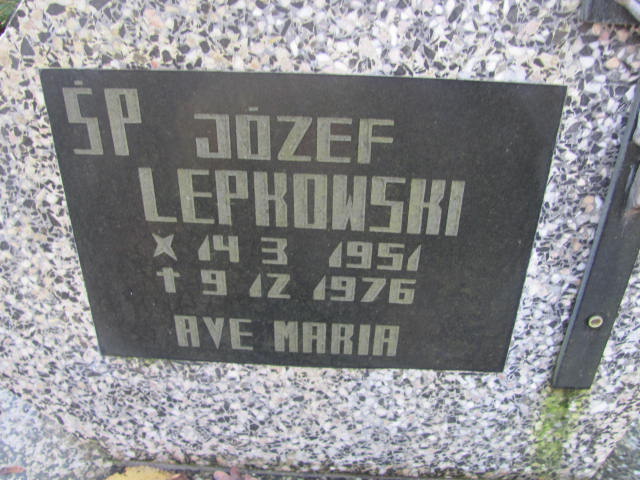 ŚP JÓZEF
LEPKOWSKI
× 14 3 1951
† 9 12 1976
AVE MARIA